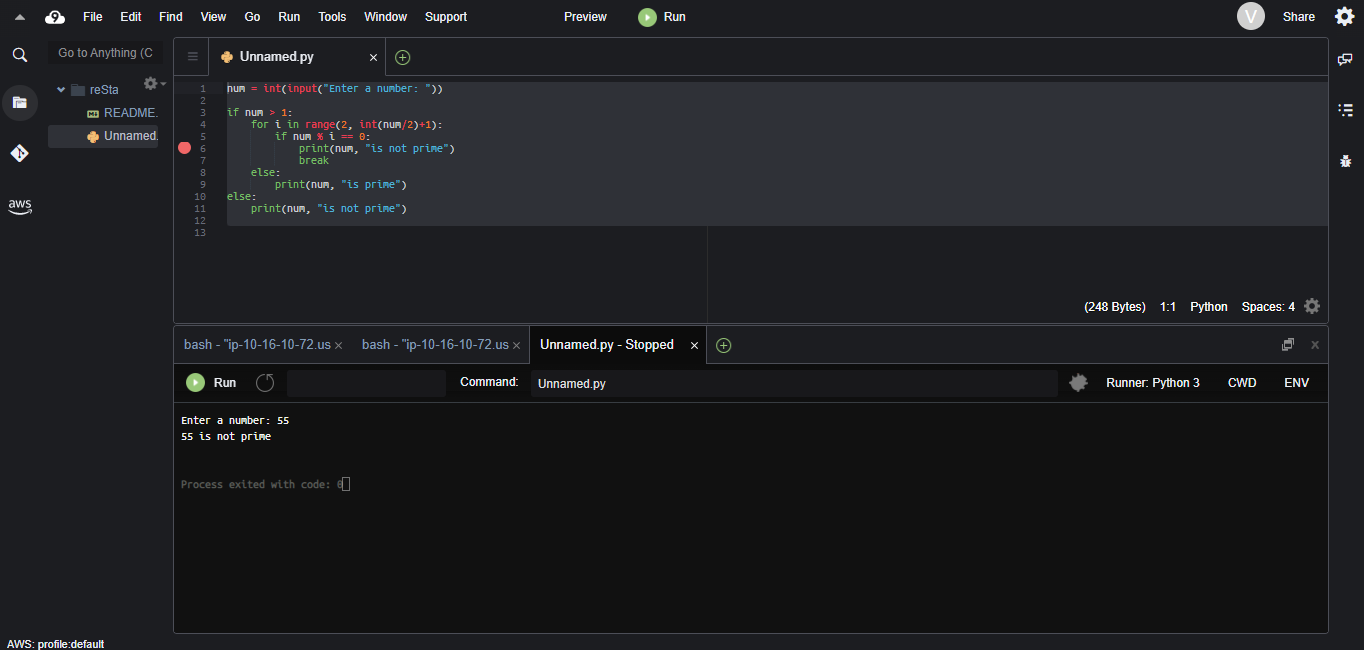 File Edit Find View Go Run Tools Window Support Preview Run V Share
Go to Anything (C
Unnamed.py
reSta
README.
Unnamed.
aws
1 num = int(input("Enter a number: "))
2
3 if num > 1:
4     for i in range(2, int(num/2)+1):
5         if num % i == 0:
6             print(num, "is not prime")
7             break
8     else:
9         print(num, "is prime")
10 else:
11     print(num, "is not prime")
12
13
(248 Bytes) 1:1 Python Spaces: 4
bash - "ip-10-16-10-72.us bash - "ip-10-16-10-72.us Unnamed.py - Stopped
Run Command: Unnamed.py Runner: Python 3 CWD ENV
Enter a number: 55
55 is not prime
Process exited with code: 0
AWS: profile:default